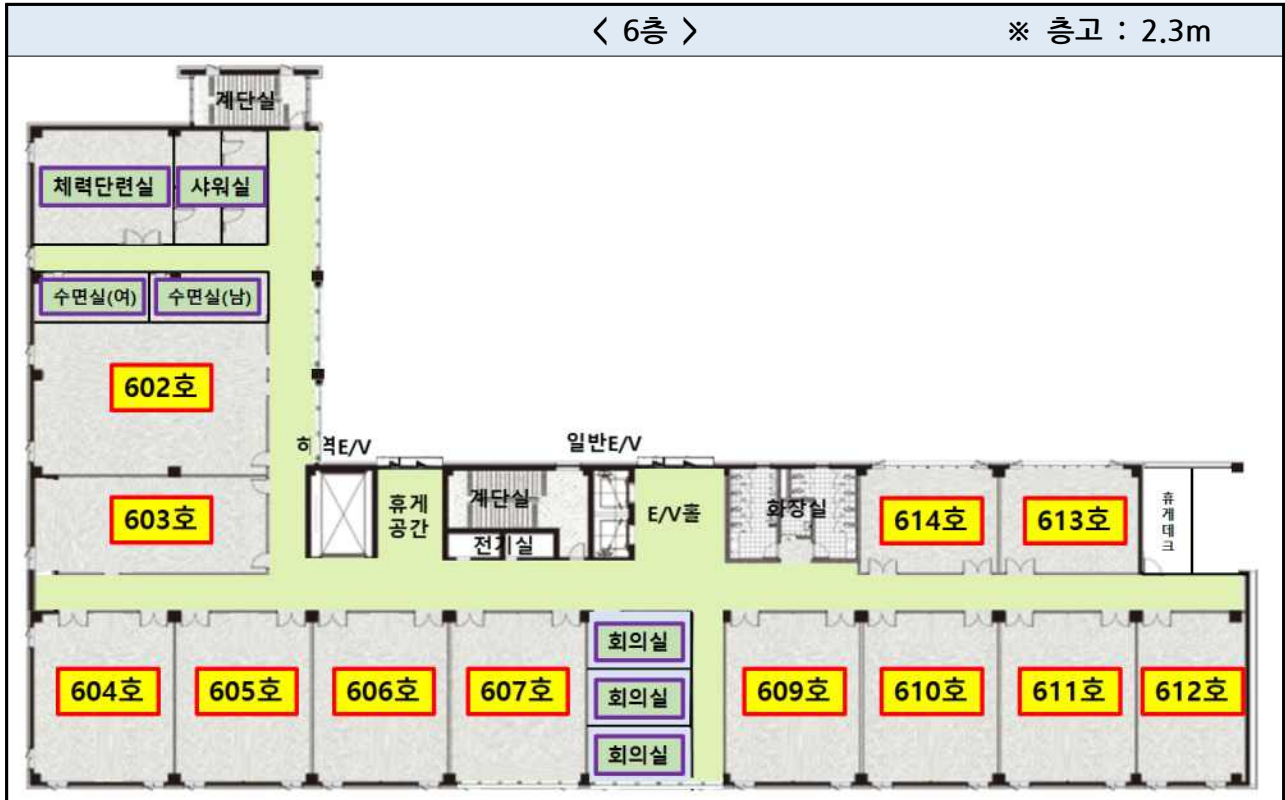 < 6층 > ※ 층고 : 2.3m
계단실
체력단련실 샤워실
수면실(여) 수면실(남)
602호
E/V 일반E/V
603호
휴게
공간
계단실
전기실
E/V홀
화장실
614호 613호
휴게데크
604호 605호 606호 607호
회의실
회의실
회의실
609호 610호 611호 612호